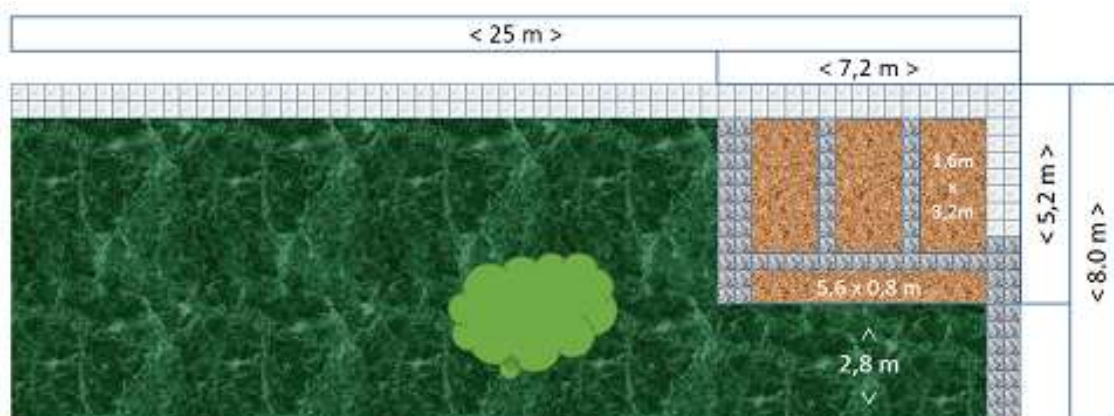 < 25 m >
< 7,2 m >
1,6m
x
3,2m
5,6 x 0,8 m
< 5,2 m >
< 8.0 m >
<
2,8 m
>